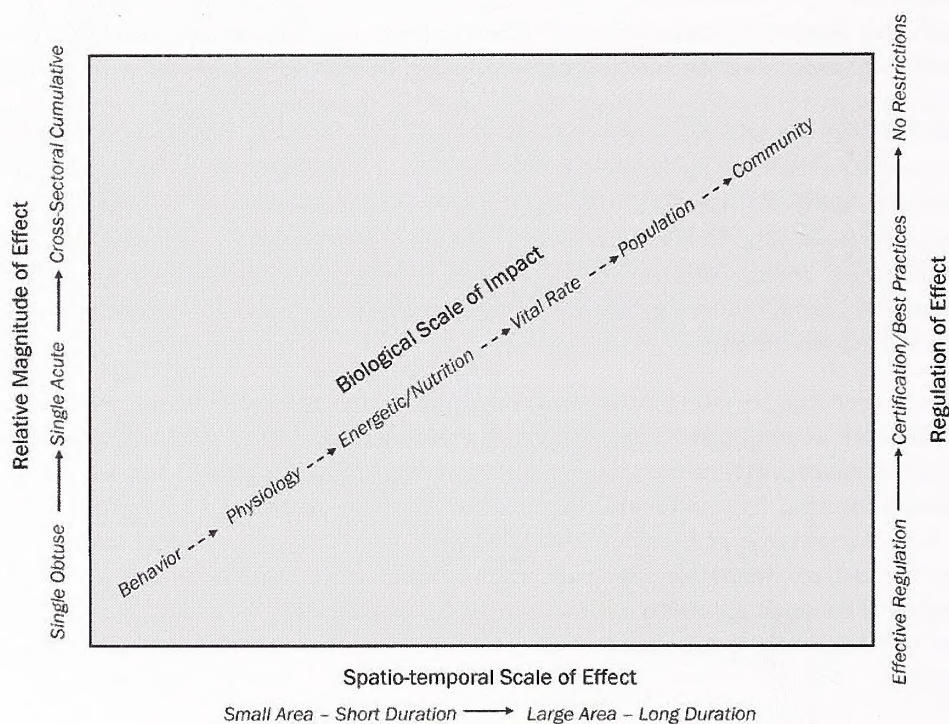 Relative Magnitude of Effect
Single Obtuse → Single Acute → Cross-Sectoral Cumulative
Biological Scale of Impact
Behavior → Physiology → Energetic/Nutrition → Vital Rate → Population → Community
Effective Regulation → Certification/Best Practices → No Restrictions
Regulation of Effect
Spatio-temporal Scale of Effect
Small Area – Short Duration → Large Area – Long Duration